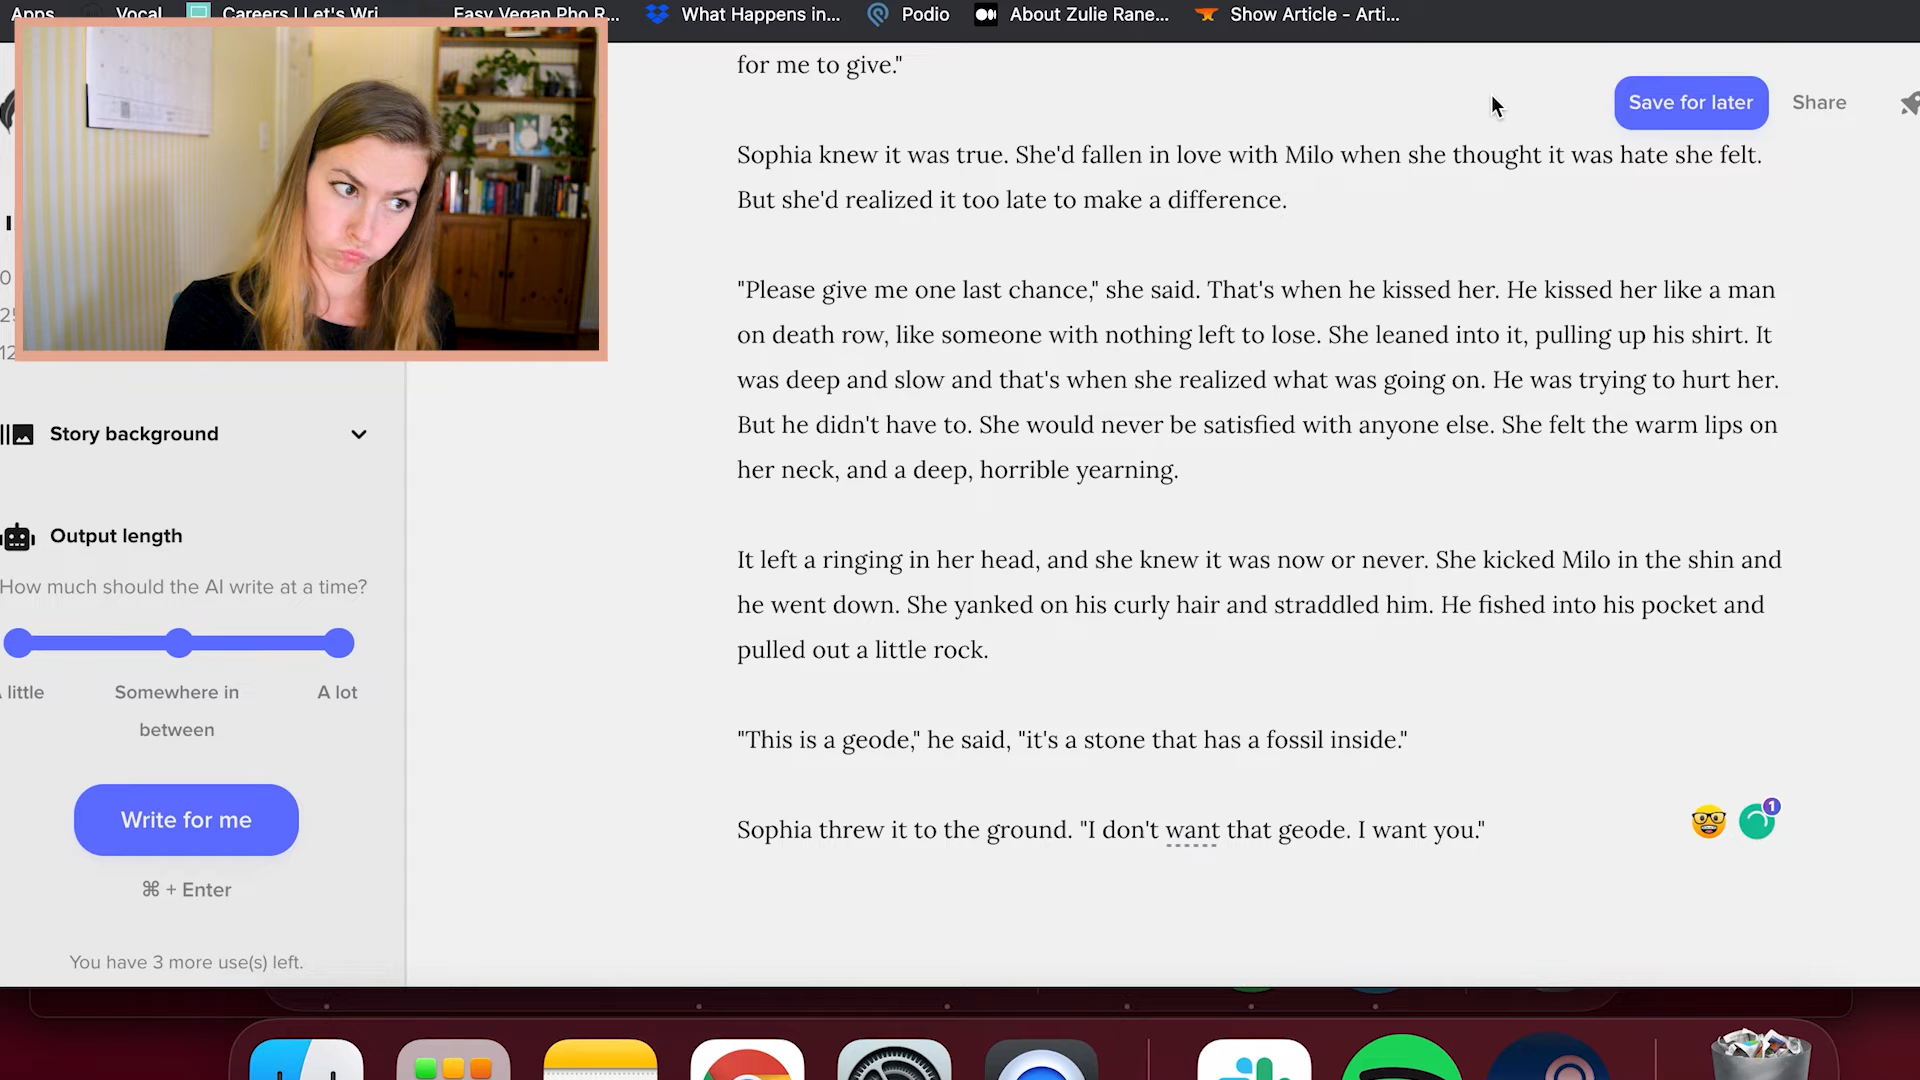 Apps Vocal Careers | Let's Wri... Easy Vegan Pho R... What Happens in... Podio About Zulie Rane... Show Article - Arti...
for me to give."
Save for later Share
Sophia knew it was true. She'd fallen in love with Milo when she thought it was hate she felt.
But she'd realized it too late to make a difference.
"Please give me one last chance," she said. That's when he kissed her. He kissed her like a man
on death row, like someone with nothing left to lose. She leaned into it, pulling up his shirt. It
was deep and slow and that's when she realized what was going on. He was trying to hurt her.
But he didn't have to. She would never be satisfied with anyone else. She felt the warm lips on
her neck, and a deep, horrible yearning.
It left a ringing in her head, and she knew it was now or never. She kicked Milo in the shin and
he went down. She yanked on his curly hair and straddled him. He fished into his pocket and
pulled out a little rock.
"This is a geode," he said, "it's a stone that has a fossil inside."
Sophia threw it to the ground. "I don't want that geode. I want you."
1
Story background
Output length
How much should the AI write at a time?
little
Somewhere in
between
A lot
Write for me
⌘ + Enter
You have 3 more use(s) left.